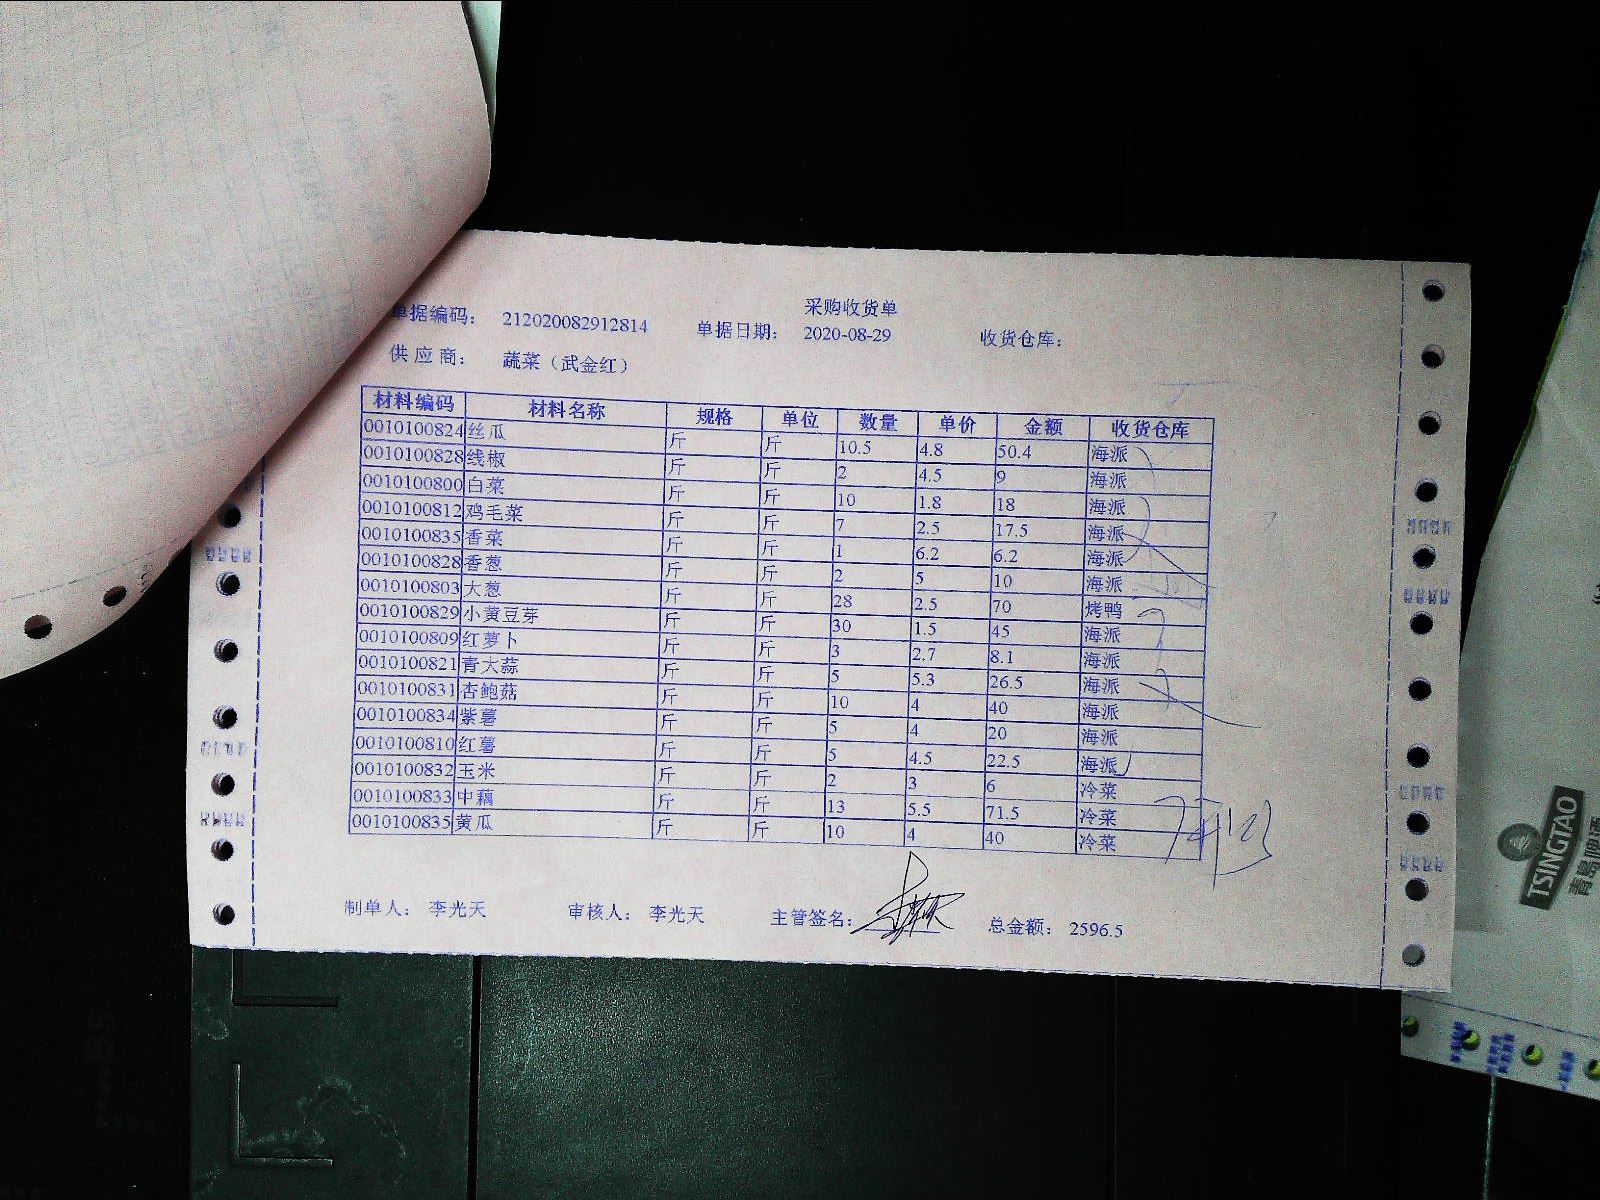 采购收货单
单据编码： 212020082912814 单据日期： 2020-08-29 收货仓库：
供应商： 蔬菜（武金红）
材料编码 材料名称 规格 单位 数量 单价 金额 收货仓库
0010100824 丝瓜 斤 斤 10.5 4.8 50.4 海派
0010100828 线椒 斤 斤 2 4.5 9 海派
0010100800 白菜 斤 斤 10 1.8 18 海派
0010100812 鸡毛菜 斤 斤 7 2.5 17.5 海派
0010100835 香菜 斤 斤 1 6.2 6.2 海派
0010100828 香葱 斤 斤 2 5 10 海派
0010100803 大葱 斤 斤 28 2.5 70 烤鸭
0010100829 小黄豆芽 斤 斤 30 1.5 45 海派
0010100809 红萝卜 斤 斤 3 2.7 8.1 海派
0010100821 青大蒜 斤 斤 5 5.3 26.5 海派
0010100831 杏鲍菇 斤 斤 10 4 40 海派
0010100834 紫薯 斤 斤 5 4 20 海派
0010100810 红薯 斤 斤 5 4.5 22.5 海派
0010100832 玉米 斤 斤 2 3 6 冷菜
0010100833 中藕 斤 斤 13 5.5 71.5 冷菜
0010100835 黄瓜 斤 斤 10 4 40 冷菜
制单人： 李光天 审核人： 李光天 主管签名： 总金额： 2596.5
TSINGTAO
青岛啤酒